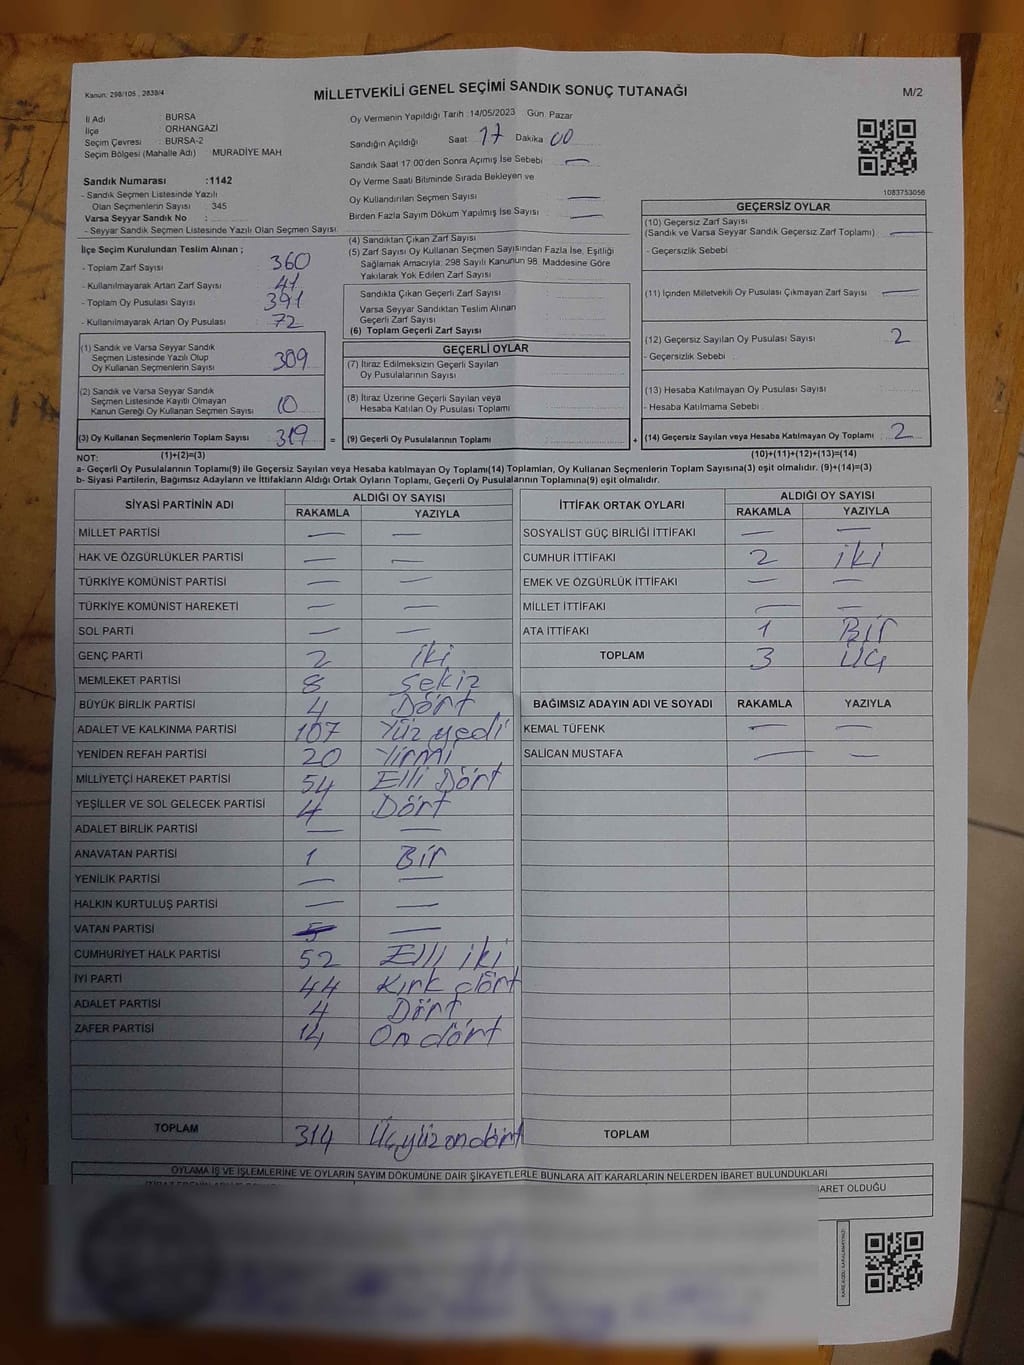 Kanun: 298/105 , 2839/4
MİLLETVEKİLİ GENEL SEÇİMİ SANDIK SONUÇ TUTANAĞI
M/2
İl Adı : BURSA
İlçe : ORHANGAZİ
Seçim Çevresi : BURSA-2
Seçim Bölgesi (Mahalle Adı) MURADİYE MAH
Sandık Numarası :1142
- Sandık Seçmen Listesinde Yazılı
Olan Seçmenlerin Sayısı 345
Varsa Seyyar Sandık No :
- Seyyar Sandık Seçmen Listesinde Yazılı Olan Seçmen Sayısı
Oy Vermenin Yapıldığı Tarih :14/05/2023 Gün: Pazar
Sandığın Açıldığı Saat 17 Dakika 00
Sandık Saat 17.00'den Sonra Açılmış İse Sebebi —
Oy Verme Saati Bitiminde Sırada Bekleyen ve
Oy Kullandırılan Seçmen Sayısı —
Birden Fazla Sayım Döküm Yapılmış İse Sayısı —
1083753056
İlçe Seçim Kurulundan Teslim Alınan ;
- Toplam Zarf Sayısı : 360
- Kullanılmayarak Artan Zarf Sayısı : 41
- Toplam Oy Pusulası Sayısı : 391
- Kullanılmayarak Artan Oy Pusulası : 72
(1) Sandık ve Varsa Seyyar Sandık
Seçmen Listesinde Yazılı Olup
Oy Kullanan Seçmenlerin Sayısı 309
(2) Sandık ve Varsa Seyyar Sandık
Seçmen Listesinde Kayıtlı Olmayan
Kanun Gereği Oy Kullanan Seçmen Sayısı 10
(3) Oy Kullanan Seçmenlerin Toplam Sayısı : 319 =
(4) Sandıktan Çıkan Zarf Sayısı
(5) Zarf Sayısı Oy Kullanan Seçmen Sayısından Fazla İse, Eşitliği
Sağlamak Amacıyla; 298 Sayılı Kanunun 98. Maddesine Göre
Yakılarak Yok Edilen Zarf Sayısı
Sandıkta Çıkan Geçerli Zarf Sayısı
Varsa Seyyar Sandıktan Teslim Alınan
Geçerli Zarf Sayısı
(6) Toplam Geçerli Zarf Sayısı
GEÇERLİ OYLAR
(7) İtiraz Edilmeksizin Geçerli Sayılan
Oy Pusulalarının Sayısı
(8) İtiraz Üzerine Geçerli Sayılan veya
Hesaba Katılan Oy Pusulası Toplamı
(9) Geçerli Oy Pusulalarının Toplamı +
GEÇERSİZ OYLAR
(10) Geçersiz Zarf Sayısı
(Sandık ve Varsa Seyyar Sandık Geçersiz Zarf Toplamı) : —
- Geçersizlik Sebebi :
(11) İçinden Milletvekili Oy Pusulası Çıkmayan Zarf Sayısı —
(12) Geçersiz Sayılan Oy Pusulası Sayısı : 2
- Geçersizlik Sebebi :
(13) Hesaba Katılmayan Oy Pusulası Sayısı
- Hesaba Katılmama Sebebi :
(14) Geçersiz Sayılan veya Hesaba Katılmayan Oy Toplamı : 2
NOT: (1)+(2)=(3) (10)+(11)+(12)+(13)=(14)
a- Geçerli Oy Pusulalarının Toplamı(9) ile Geçersiz Sayılan veya Hesaba katılmayan Oy Toplamı(14) Toplamları, Oy Kullanan Seçmenlerin Toplam Sayısına(3) eşit olmalıdır. (9)+(14)=(3)
b- Siyasi Partilerin, Bağımsız Adayların ve İttifakların Aldığı Ortak Oyların Toplamı, Geçerli Oy Pusulalarının Toplamına(9) eşit olmalıdır.
SİYASİ PARTİNİN ADI ALDIĞI OY SAYISI
RAKAMLA YAZIYLA
MİLLET PARTİSİ — —
HAK VE ÖZGÜRLÜKLER PARTİSİ — —
TÜRKİYE KOMÜNİST PARTİSİ — —
TÜRKİYE KOMÜNİST HAREKETİ — —
SOL PARTİ — —
GENÇ PARTİ 2 iki
MEMLEKET PARTİSİ 8 sekiz
BÜYÜK BİRLİK PARTİSİ 4 Dört
ADALET VE KALKINMA PARTİSİ 107 Yüz yedi
YENİDEN REFAH PARTİSİ 20 Yirmi
MİLLİYETÇİ HAREKET PARTİSİ 54 Elli Dört
YEŞİLLER VE SOL GELECEK PARTİSİ 4 Dört
ADALET BİRLİK PARTİSİ — —
ANAVATAN PARTİSİ 1 Bir
YENİLİK PARTİSİ — —
HALKIN KURTULUŞ PARTİSİ — —
VATAN PARTİSİ — —
CUMHURİYET HALK PARTİSİ 52 Elli iki
İYİ PARTİ 44 Kırk dört
ADALET PARTİSİ 4 Dört
ZAFER PARTİSİ 14 On dört
TOPLAM 314 Üçyüzondört
İTTİFAK ORTAK OYLARI ALDIĞI OY SAYISI
RAKAMLA YAZIYLA
SOSYALİST GÜÇ BİRLİĞİ İTTİFAKI — —
CUMHUR İTTİFAKI 2 iki
EMEK VE ÖZGÜRLÜK İTTİFAKI — —
MİLLET İTTİFAKI — —
ATA İTTİFAKI 1 Bir
TOPLAM 3 Üç
BAĞIMSIZ ADAYIN ADI VE SOYADI RAKAMLA YAZIYLA
KEMAL TÜFENK — —
SALİCAN MUSTAFA — —
TOPLAM
OYLAMA İŞ VE İŞLEMLERİNE VE OYLARIN SAYIM DÖKÜMÜNE DAİR ŞİKAYETLERLE BUNLARA AİT KARARLARIN NELERDEN İBARET BULUNDUKLARI
BARET OLDUĞU